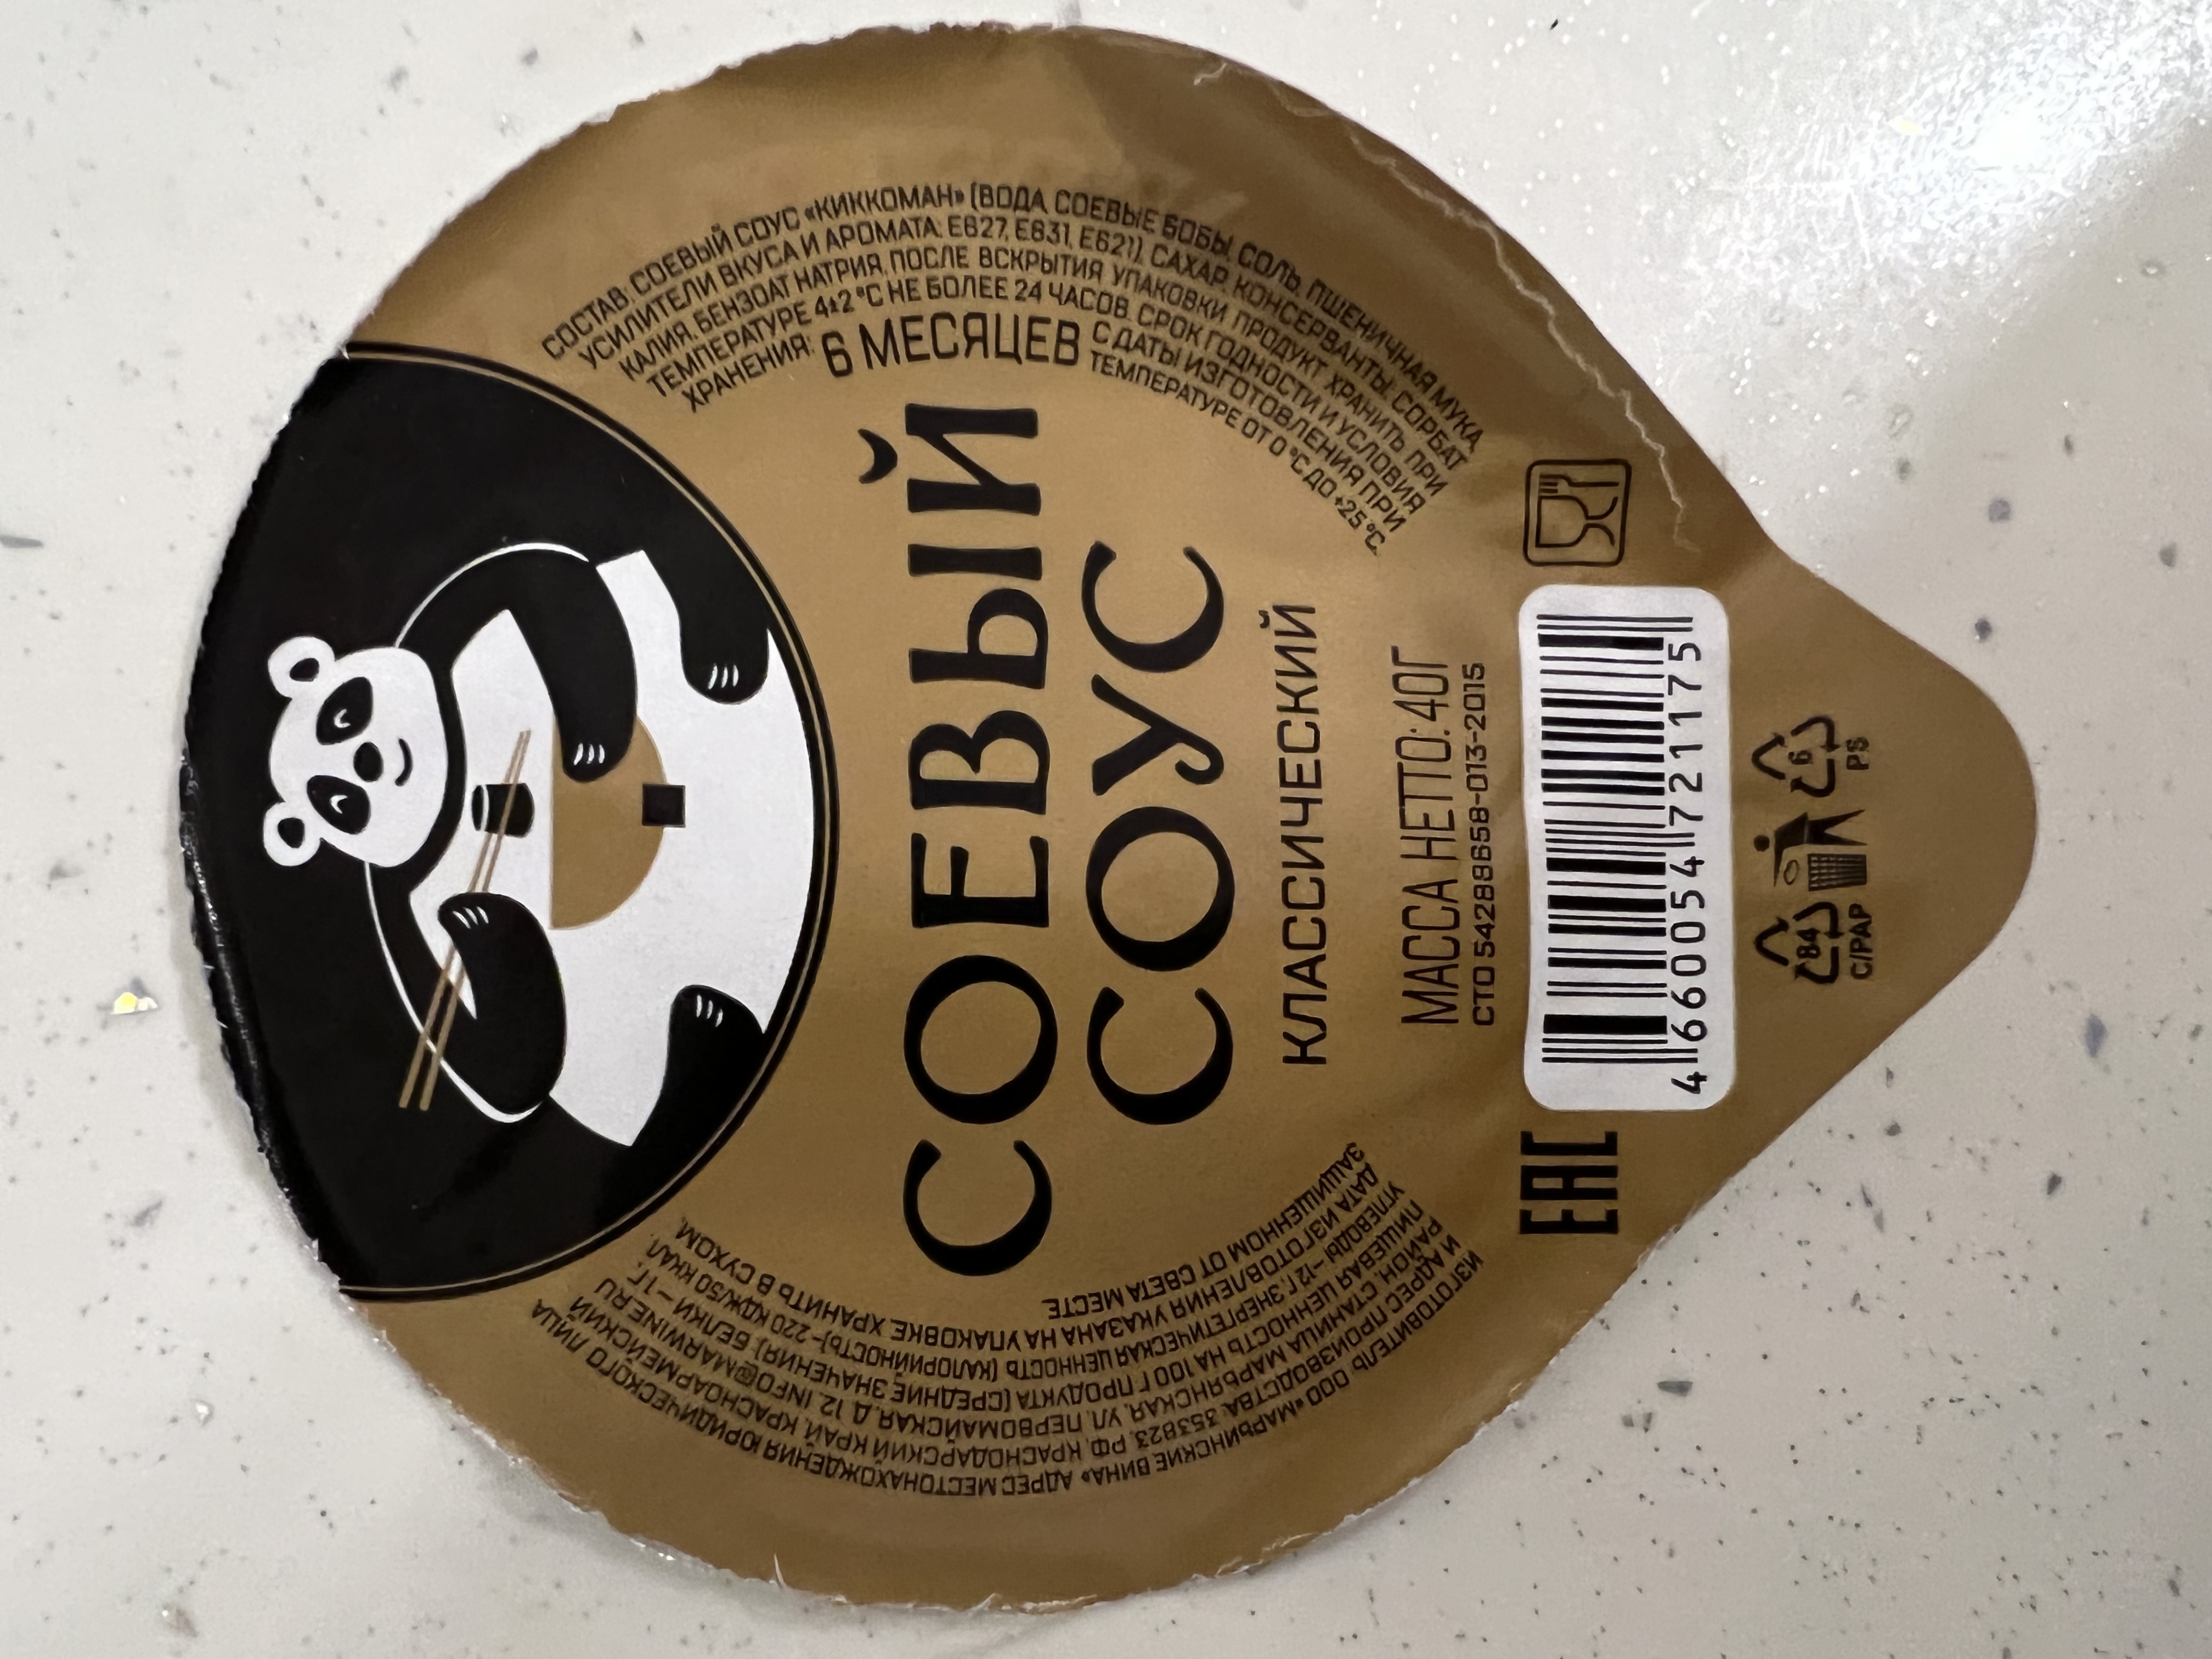 СОСТАВ: СОЕВЫЙ СОУС «КИККОМАН» (ВОДА, СОЕВЫЕ БОБЫ, СОЛЬ, ПШЕНИЧНАЯ МУКА,
УСИЛИТЕЛИ ВКУСА И АРОМАТА: Е627, Е631, Е621), САХАР, КОНСЕРВАНТЫ: СОРБАТ
КАЛИЯ, БЕНЗОАТ НАТРИЯ. ПОСЛЕ ВСКРЫТИЯ УПАКОВКИ ПРОДУКТ ХРАНИТЬ ПРИ
ТЕМПЕРАТУРЕ 4±2 °С НЕ БОЛЕЕ 24 ЧАСОВ. СРОК ГОДНОСТИ И УСЛОВИЯ
ХРАНЕНИЯ: 6 МЕСЯЦЕВ С ДАТЫ ИЗГОТОВЛЕНИЯ ПРИ
ТЕМПЕРАТУРЕ ОТ 0 °С ДО +25 °С.
СОЕВЫЙ
СОУС
КЛАССИЧЕСКИЙ
МАССА НЕТТО: 40Г
СТО 54288658-013-2015
ИЗГОТОВИТЕЛЬ: ООО «МАРЬИНСКИЕ ВИНА» АДРЕС МЕСТОНАХОЖДЕНИЯ ЮРИДИЧЕСКОГО ЛИЦА
И АДРЕС ПРОИЗВОДСТВА: 353823, РФ, КРАСНОДАРСКИЙ КРАЙ, КРАСНОАРМЕЙСКИЙ
РАЙОН, СТАНИЦА МАРЬЯНСКАЯ, УЛ. ПЕРВОМАЙСКАЯ, Д. 12, INFO@MARWINE.RU
ПИЩЕВАЯ ЦЕННОСТЬ НА 100 Г ПРОДУКТА (СРЕДНИЕ ЗНАЧЕНИЯ): БЕЛКИ – 1 Г,
УГЛЕВОДЫ – 12 Г. ЭНЕРГЕТИЧЕСКАЯ ЦЕННОСТЬ (КАЛОРИЙНОСТЬ)– 220 КДЖ/50 ККАЛ.
ДАТА ИЗГОТОВЛЕНИЯ УКАЗАНА НА УПАКОВКЕ. ХРАНИТЬ В СУХОМ,
ЗАЩИЩЕННОМ ОТ СВЕТА МЕСТЕ
EAC
4 660054 721175
84
C/PAP
6
PS